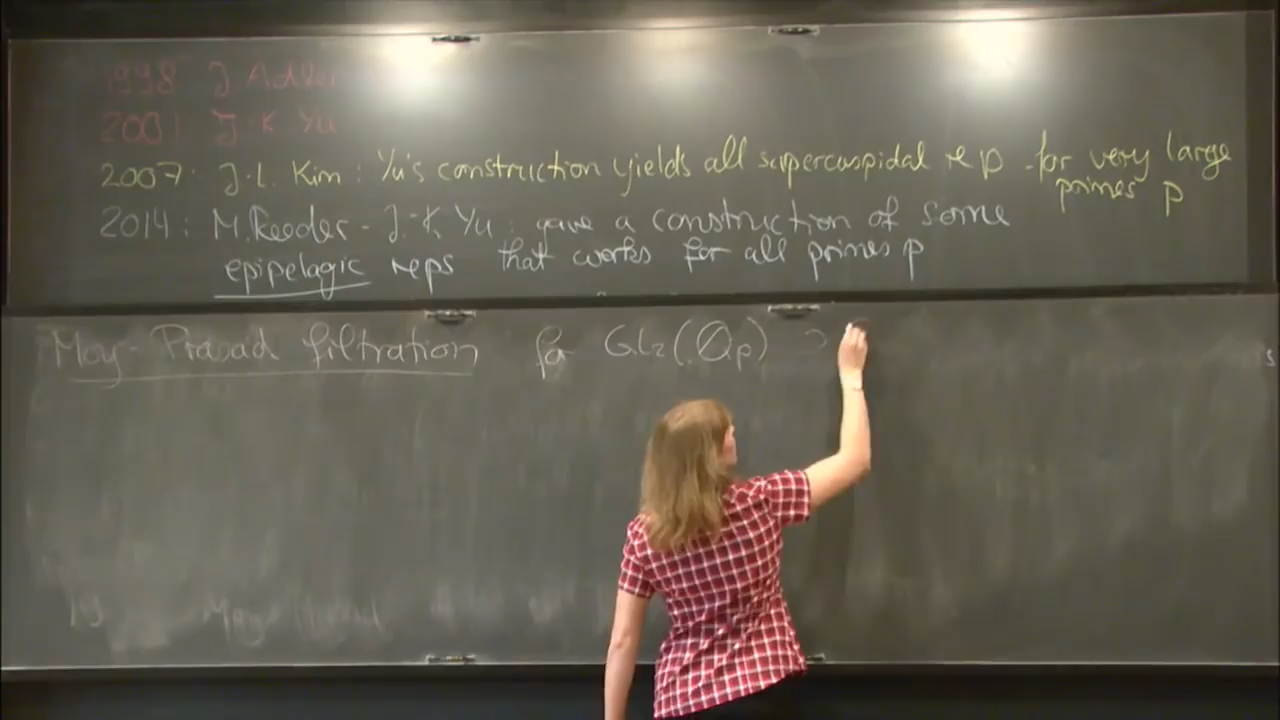 1998 J. Adler
2001 J.-K. Yu
2007: J.-L. Kim: Yu's construction yields all supercuspidal rep for very large
primes p
2014: M. Reeder - J.-K. Yu: gave a construction of some
epipelagic reps that works for all primes p
Moy-Prasad filtration for GL₂(ℚp) ⊃